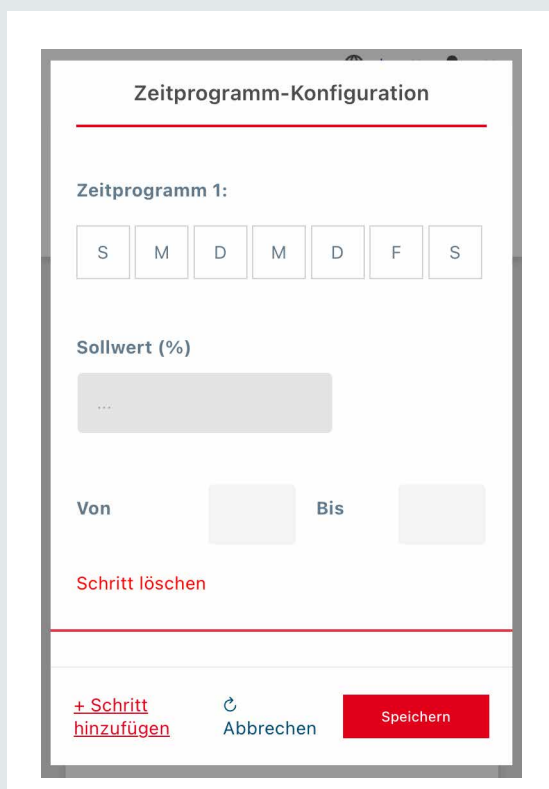 Zeitprogramm-Konfiguration
Zeitprogramm 1:
S M D M D F S
Sollwert (%)
...
Von Bis
Schritt löschen
+ Schritt
hinzufügen
Abbrechen
Speichern